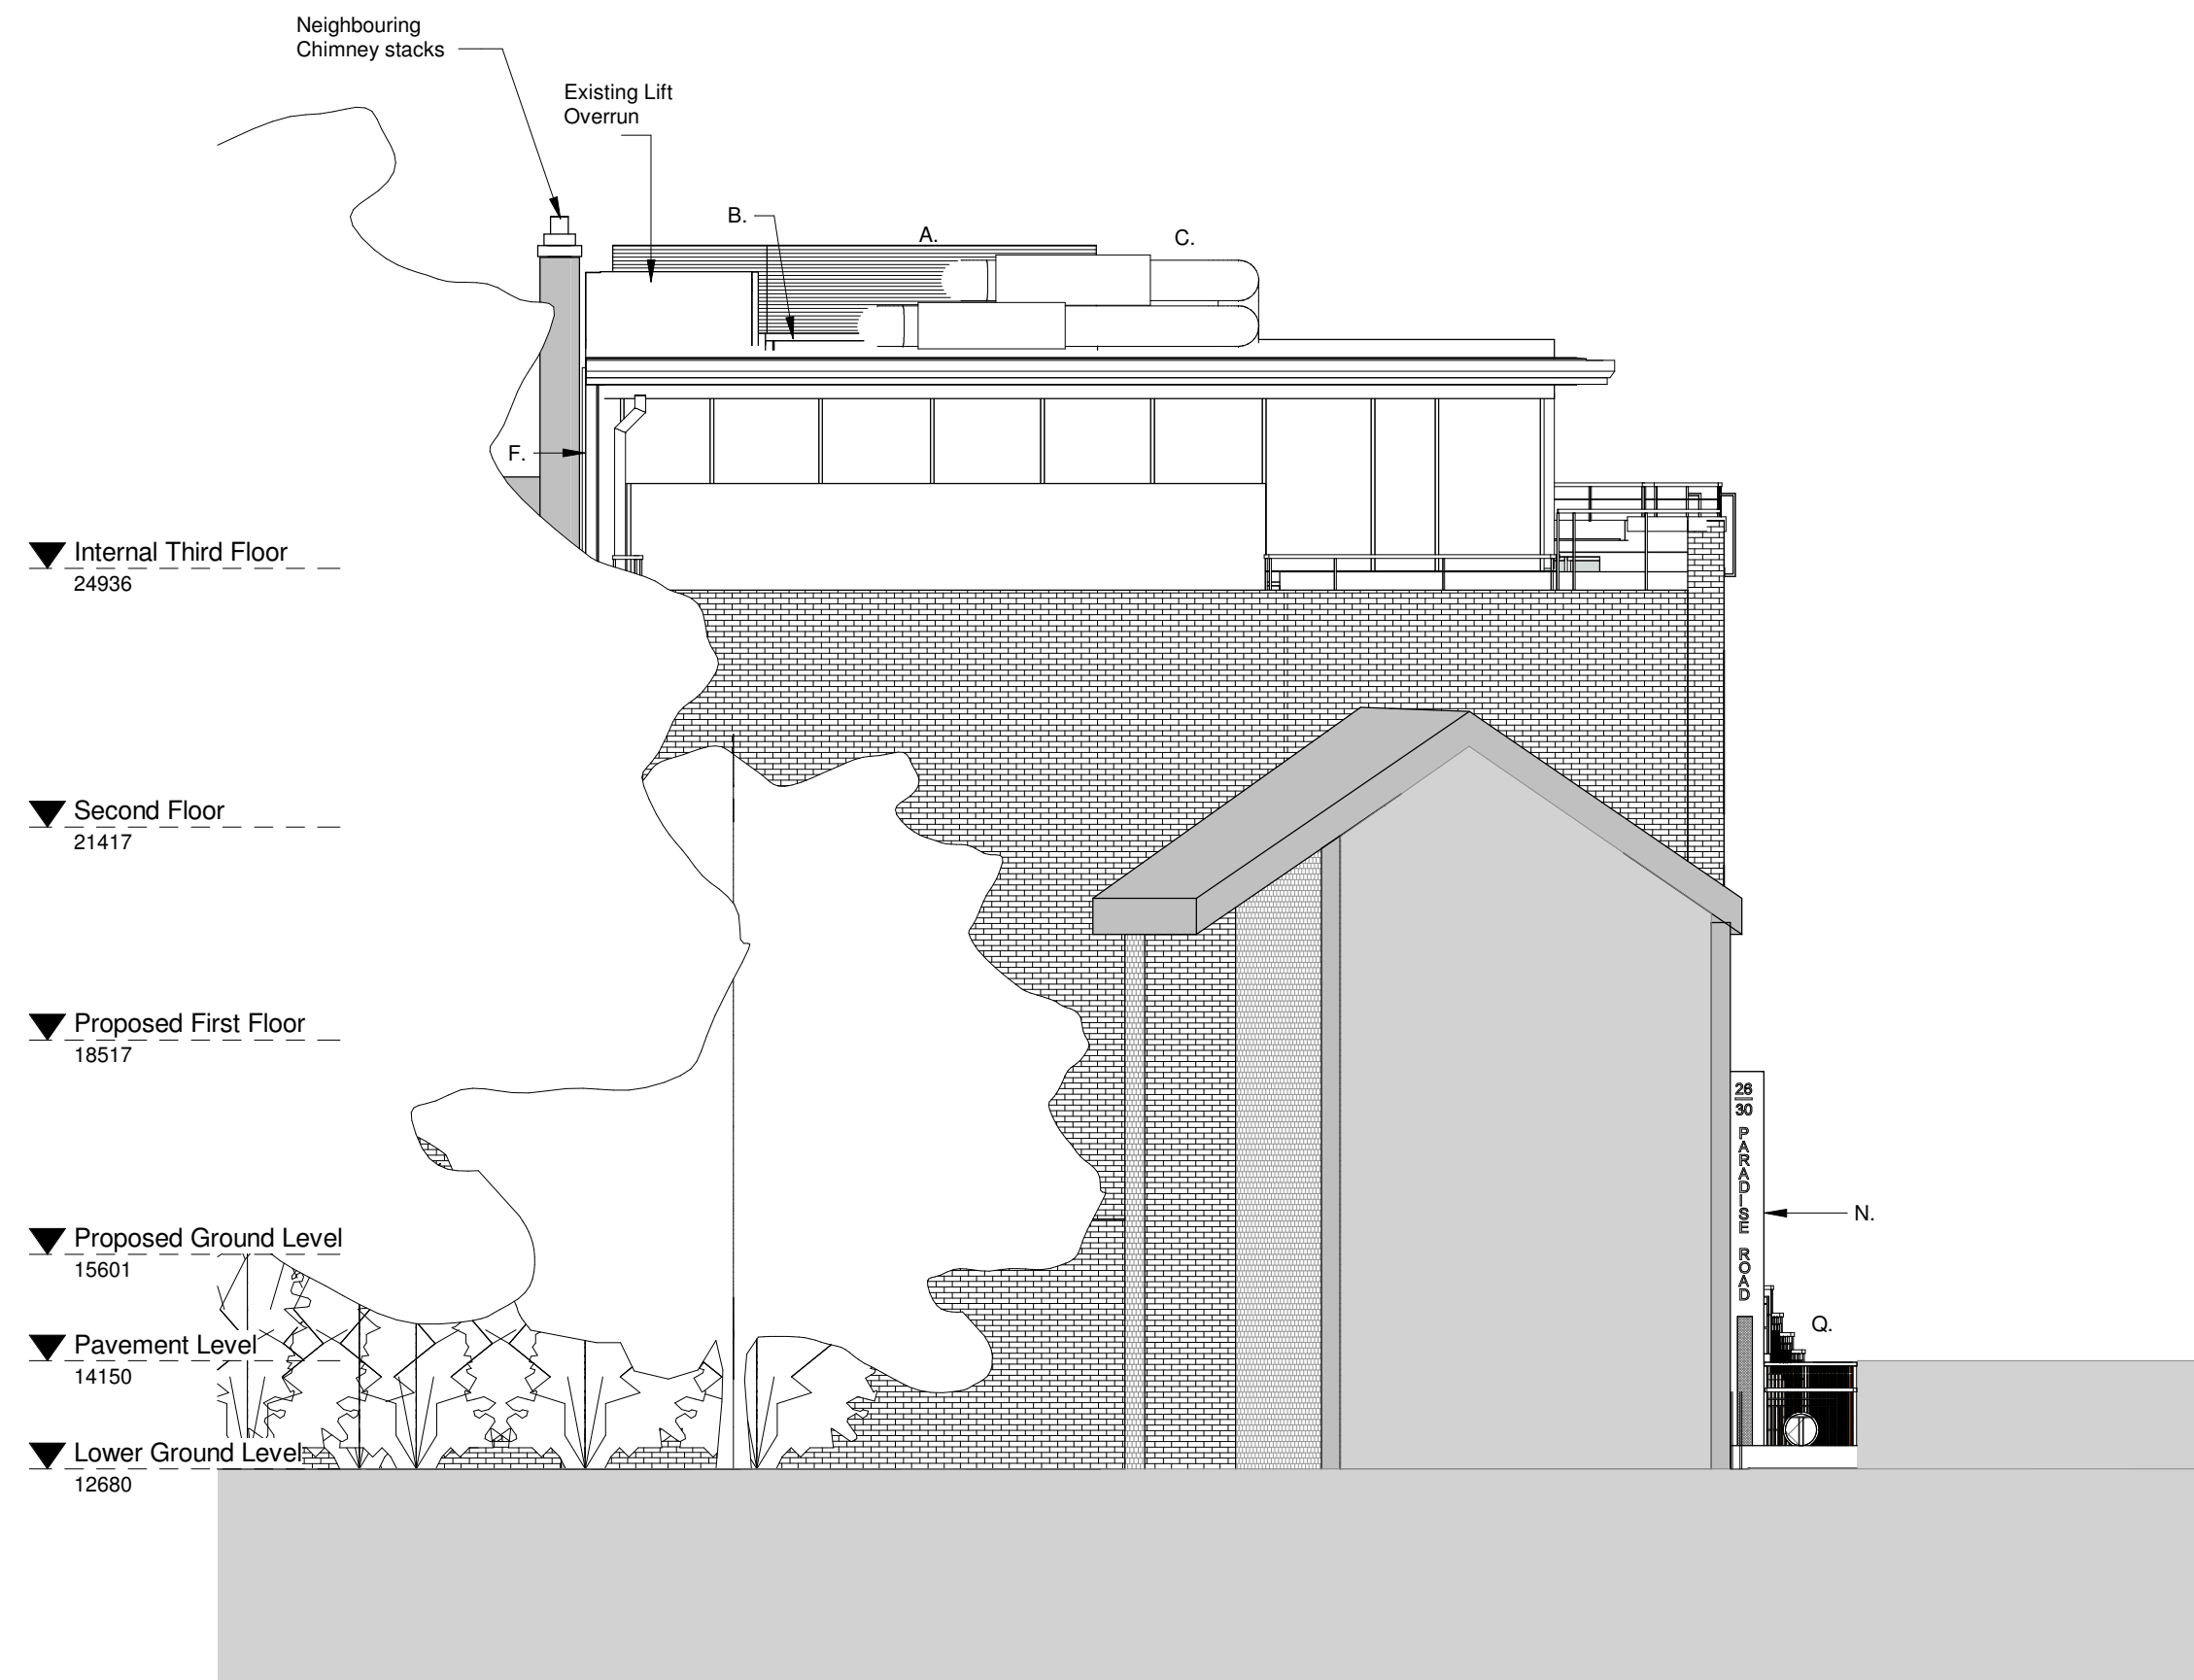 Neighbouring
Chimney stacks
Existing Lift
Overrun
B.
A.
C.
F.
Internal Third Floor
24936
Second Floor
21417
Proposed First Floor
18517
26
30
PARADISE ROAD
N.
Proposed Ground Level
15601
Q.
Pavement Level
14150
Lower Ground Level
12680